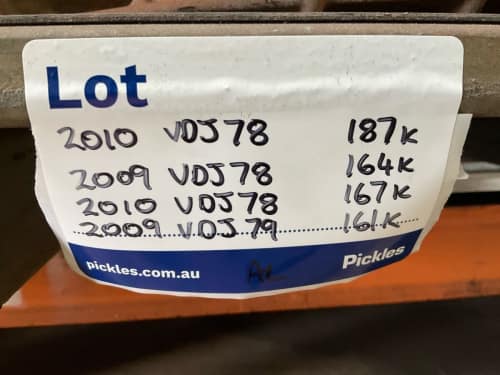 Lot
2010 VDJ78 187K
2009 VDJ78 164K
2010 VDJ78 167K
2009 VDJ79 161K
pickles.com.au Pickles